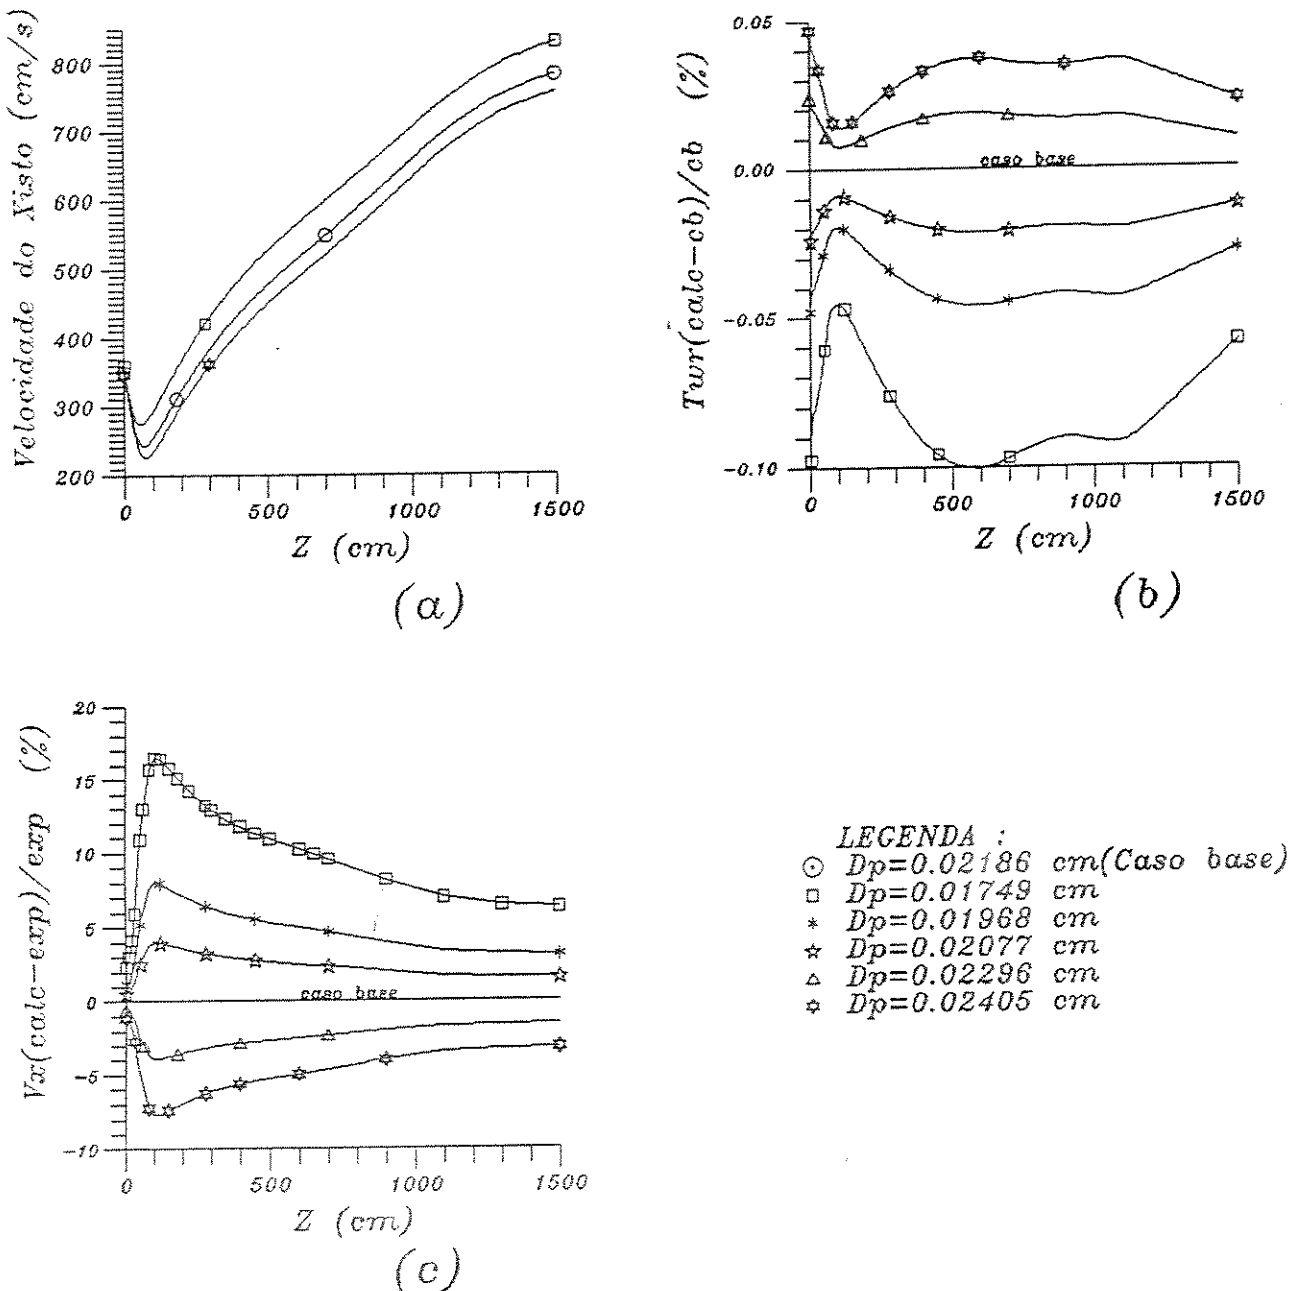 Velocidade do Xisto (cm/s)
800
700
600
500
400
300
200
0
500
1000
1500
Z (cm)
(a)
Twr(calc-cb)/cb (%)
0.05
0.00
-0.05
-0.10
caso base
0
500
1000
1500
Z (cm)
(b)
Vx(calc-exp)/exp (%)
20
15
10
5
0
-5
-10
caso base
0
500
1000
1500
Z (cm)
(c)
LEGENDA :
Dp=0.02186 cm(Caso base)
Dp=0.01749 cm
Dp=0.01968 cm
Dp=0.02077 cm
Dp=0.02296 cm
Dp=0.02405 cm